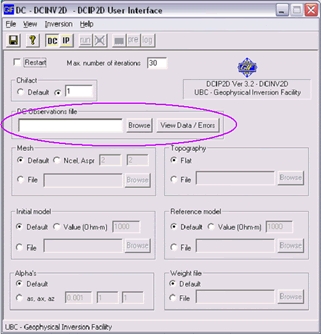 GIF DC - DCINV2D - DCIP2D User Interface
File View Inversion Help
? DC IP run pre log
Restart Max. number of iterations 30
Chifact
Default 1
DCIP2D Ver 3.2 - DCINV2D
UBC - Geophysical Inversion Facility
DC Observations file
Browse View Data / Errors
Mesh Topography
Default Ncel, Aspr 2 2 Flat
File Browse File Browse
Initial model Reference model
Default Value (Ohm-m) 1000 Default Value (Ohm-m) 1000
File Browse File Browse
Alpha's Weight file
Default Default
as, ax, az 0.001 1 1 File Browse
UBC - Geophysical Inversion Facility